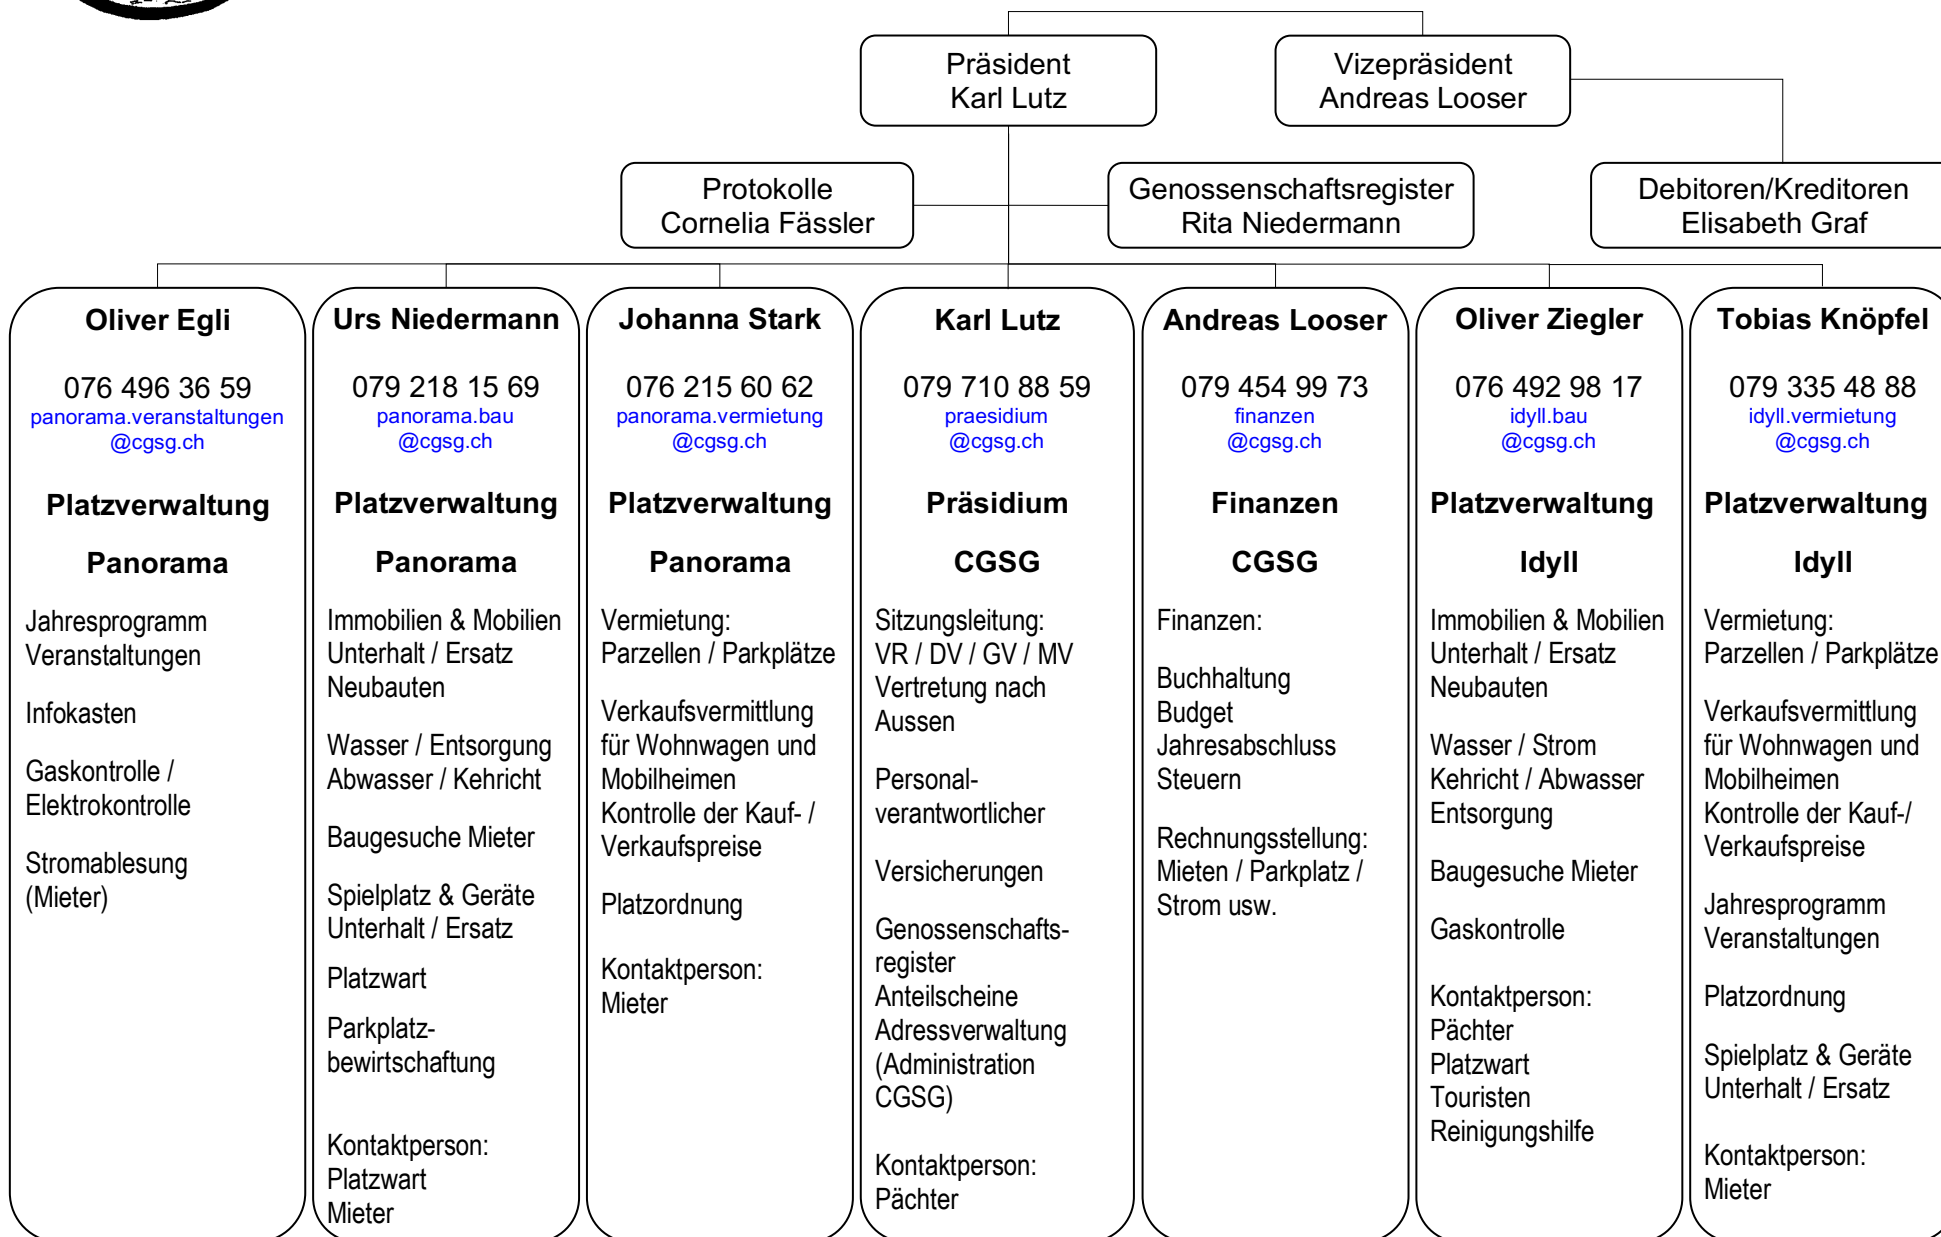 Präsident
Karl Lutz
Vizepräsident
Andreas Looser
Protokolle
Cornelia Fässler
Genossenschaftsregister
Rita Niedermann
Debitoren/Kreditoren
Elisabeth Graf
Oliver Egli
076 496 36 59
panorama.veranstaltungen
@cgsg.ch
Platzverwaltung
Panorama
Jahresprogramm
Veranstaltungen
Infokasten
Gaskontrolle /
Elektrokontrolle
Stromablesung
(Mieter)
Urs Niedermann
079 218 15 69
panorama.bau
@cgsg.ch
Platzverwaltung
Panorama
Immobilien & Mobilien
Unterhalt / Ersatz
Neubauten
Wasser / Entsorgung
Abwasser / Kehricht
Baugesuche Mieter
Spielplatz & Geräte
Unterhalt / Ersatz
Platzwart
Parkplatz-
bewirtschaftung
Kontaktperson:
Platzwart
Mieter
Johanna Stark
076 215 60 62
panorama.vermietung
@cgsg.ch
Platzverwaltung
Panorama
Vermietung:
Parzellen / Parkplätze
Verkaufsvermittlung
für Wohnwagen und
Mobilheimen
Kontrolle der Kauf- /
Verkaufspreise
Platzordnung
Kontaktperson:
Mieter
Karl Lutz
079 710 88 59
praesidium
@cgsg.ch
Präsidium
CGSG
Sitzungsleitung:
VR / DV / GV / MV
Vertretung nach
Aussen
Personal-
verantwortlicher
Versicherungen
Genossenschafts-
register
Anteilscheine
Adressverwaltung
(Administration
CGSG)
Kontaktperson:
Pächter
Andreas Looser
079 454 99 73
finanzen
@cgsg.ch
Finanzen
CGSG
Finanzen:
Buchhaltung
Budget
Jahresabschluss
Steuern
Rechnungsstellung:
Mieten / Parkplatz /
Strom usw.
Oliver Ziegler
076 492 98 17
idyll.bau
@cgsg.ch
Platzverwaltung
Idyll
Immobilien & Mobilien
Unterhalt / Ersatz
Neubauten
Wasser / Strom
Kehricht / Abwasser
Entsorgung
Baugesuche Mieter
Gaskontrolle
Kontaktperson:
Pächter
Platzwart
Touristen
Reinigungshilfe
Tobias Knöpfel
079 335 48 88
idyll.vermietung
@cgsg.ch
Platzverwaltung
Idyll
Vermietung:
Parzellen / Parkplätze
Verkaufsvermittlung
für Wohnwagen und
Mobilheimen
Kontrolle der Kauf-/
Verkaufspreise
Jahresprogramm
Veranstaltungen
Platzordnung
Spielplatz & Geräte
Unterhalt / Ersatz
Kontaktperson:
Mieter